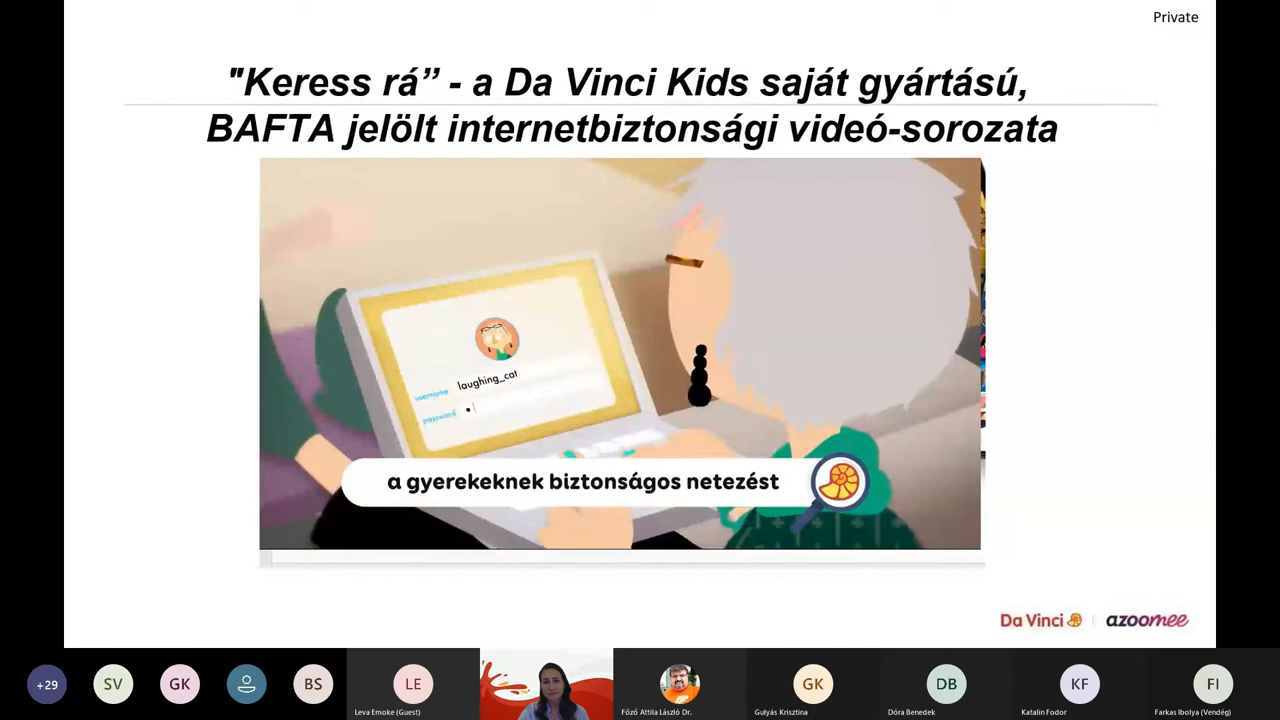 Private
"Keress rá” - a Da Vinci Kids saját gyártású,
BAFTA jelölt internetbiztonsági videó-sorozata
username laughing_cat
password
a gyerekeknek biztonságos netezést
Da Vinci azoomee
+29 SV GK BS LE GK DB KF FI
Leva Emoke (Guest) Főző Attila László Dr. Gulyás Krisztina Dóra Benedek Katalin Fodor Farkas Ibolya (Vendég)